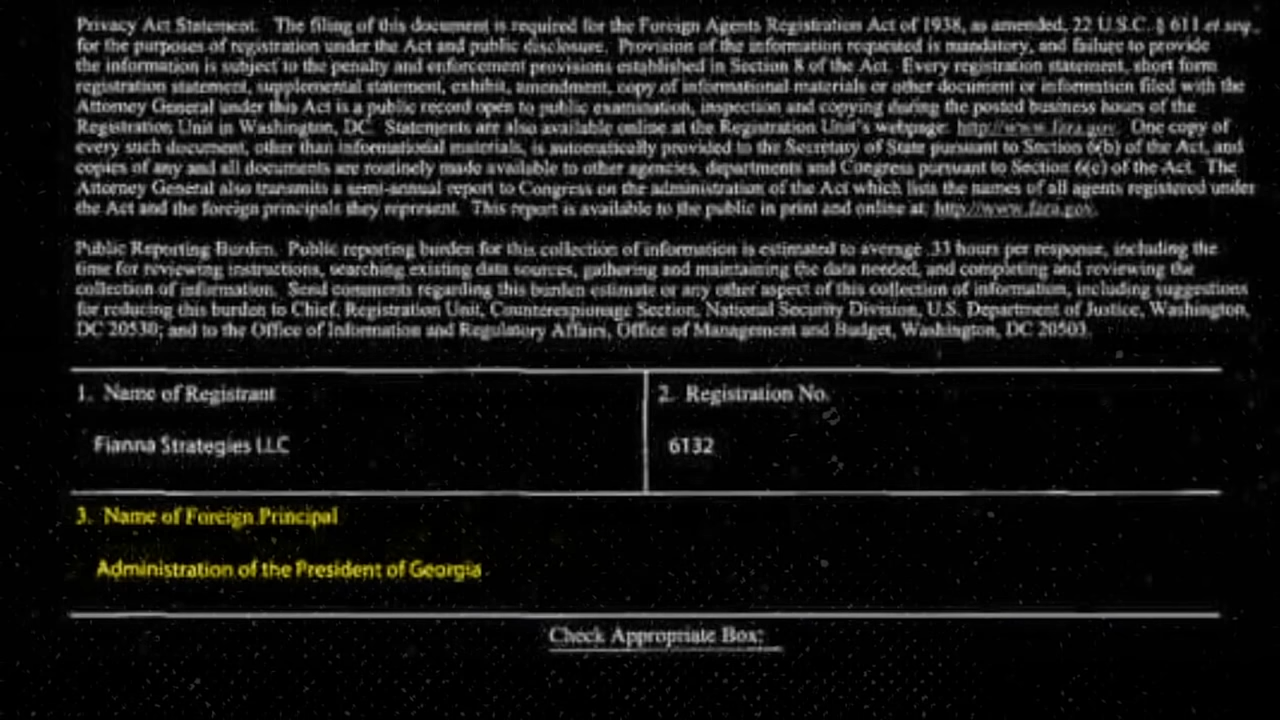 Privacy Act Statement. The filing of this document is required for the Foreign Agents Registration Act of 1938, as amended, 22 U.S.C. § 611 et seq.,
for the purposes of registration under the Act and public disclosure. Provision of the information requested is mandatory, and failure to provide
the information is subject to the penalty and enforcement provisions established in Section 8 of the Act. Every registration statement, short form
registration statement, supplemental statement, exhibit, amendment, copy of informational materials or other document or information filed with the
Attorney General under this Act is a public record open to public examination, inspection and copying during the posted business hours of the
Registration Unit in Washington, DC. Statements are also available online at the Registration Unit's webpage: http://www.fara.gov. One copy of
every such document, other than informational materials, is automatically provided to the Secretary of State pursuant to Section 6(b) of the Act, and
copies of any and all documents are routinely made available to other agencies, departments and Congress pursuant to Section 6(c) of the Act. The
Attorney General also transmits a semi-annual report to Congress on the administration of the Act which lists the names of all agents registered under
the Act and the foreign principals they represent. This report is available to the public in print and online at: http://www.fara.gov.
Public Reporting Burden. Public reporting burden for this collection of information is estimated to average .33 hours per response, including the
time for reviewing instructions, searching existing data sources, gathering and maintaining the data needed, and completing and reviewing the
collection of information. Send comments regarding this burden estimate or any other aspect of this collection of information, including suggestions
for reducing this burden to Chief, Registration Unit, Counterespionage Section, National Security Division, U.S. Department of Justice, Washington,
DC 20530; and to the Office of Information and Regulatory Affairs, Office of Management and Budget, Washington, DC 20503.
1. Name of Registrant
2. Registration No.
Fianna Strategies LLC
6132
3. Name of Foreign Principal
Administration of the President of Georgia
Check Appropriate Box: